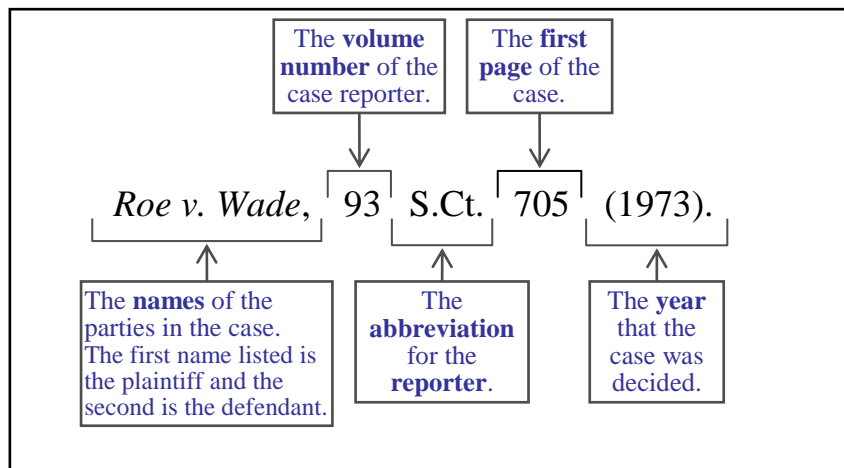 The volume
number of the
case reporter.
The first
page of the
case.
Roe v. Wade, 93 S.Ct. 705 (1973).
The names of the
parties in the case.
The first name listed is
the plaintiff and the
second is the defendant.
The
abbreviation
for the
reporter.
The year
that the
case was
decided.